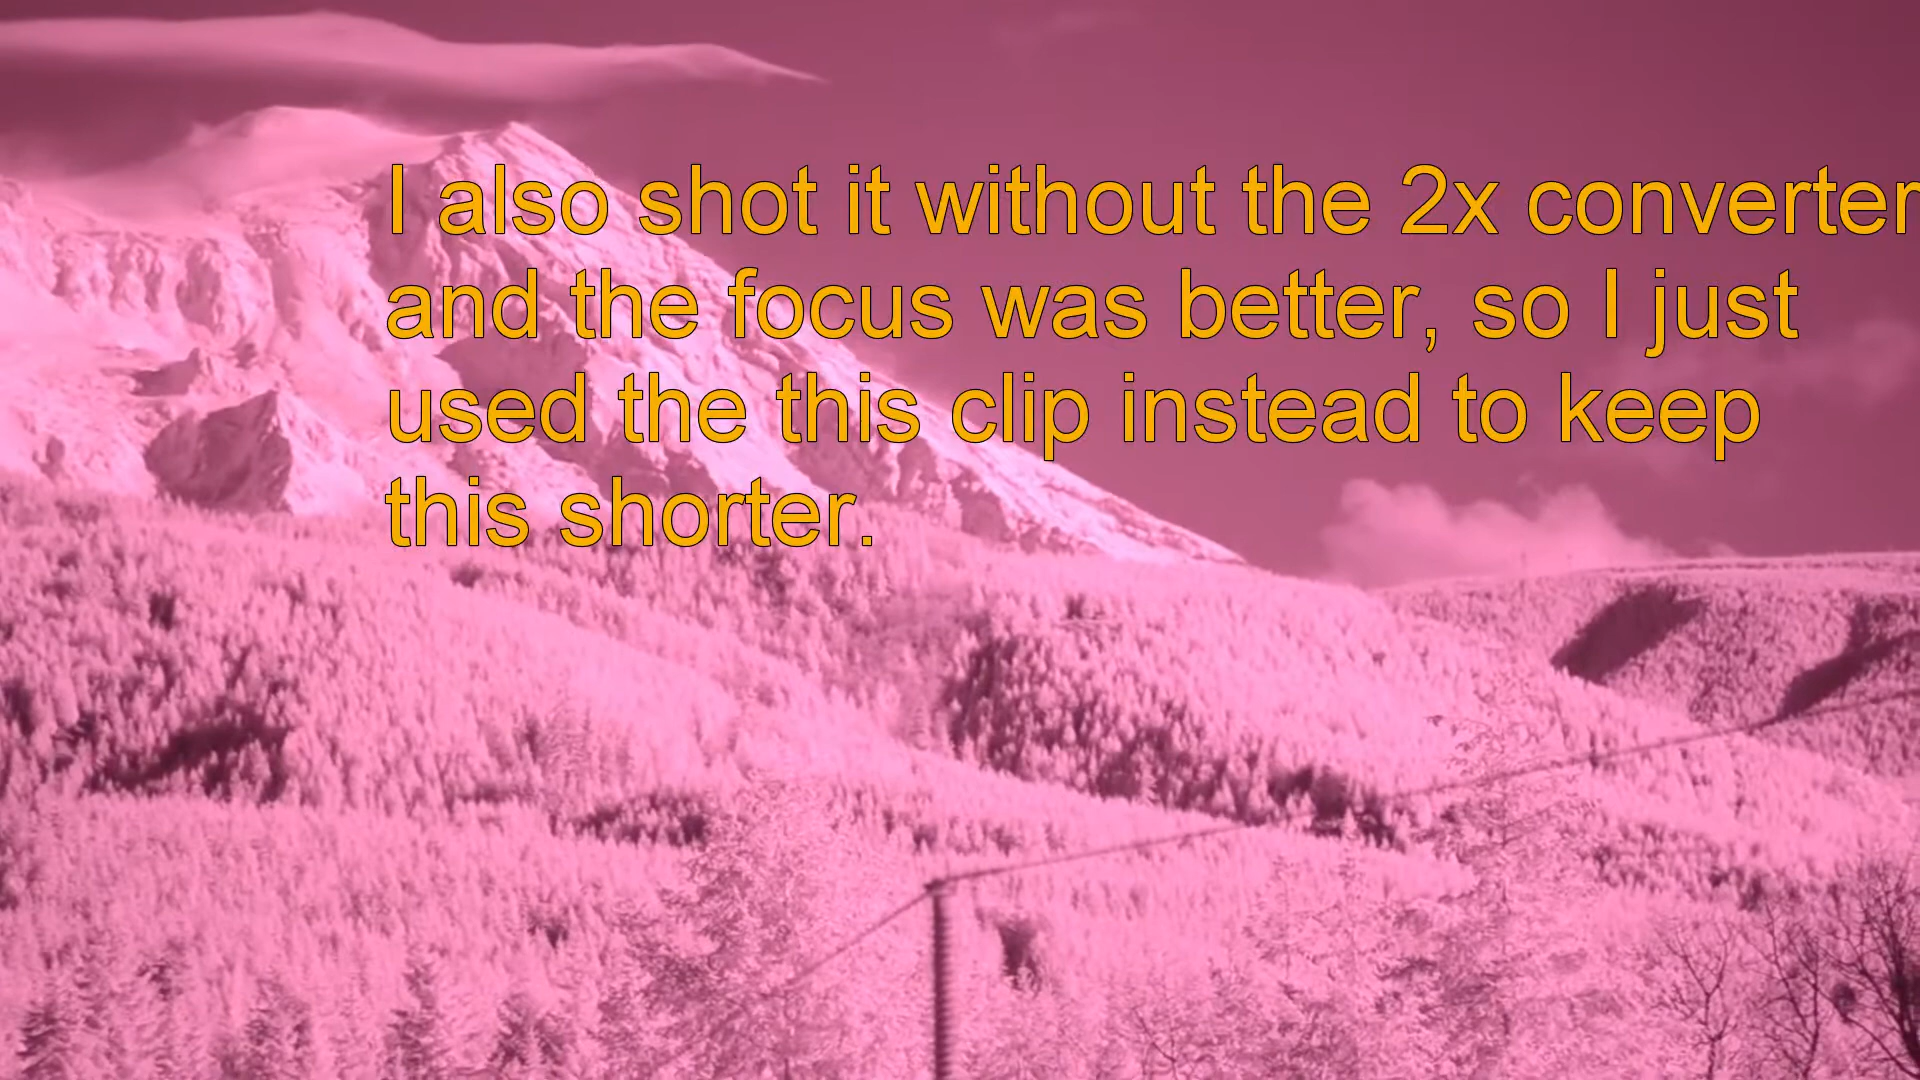 I also shot it without the 2x converter
and the focus was better, so I just
used the this clip instead to keep
this shorter.